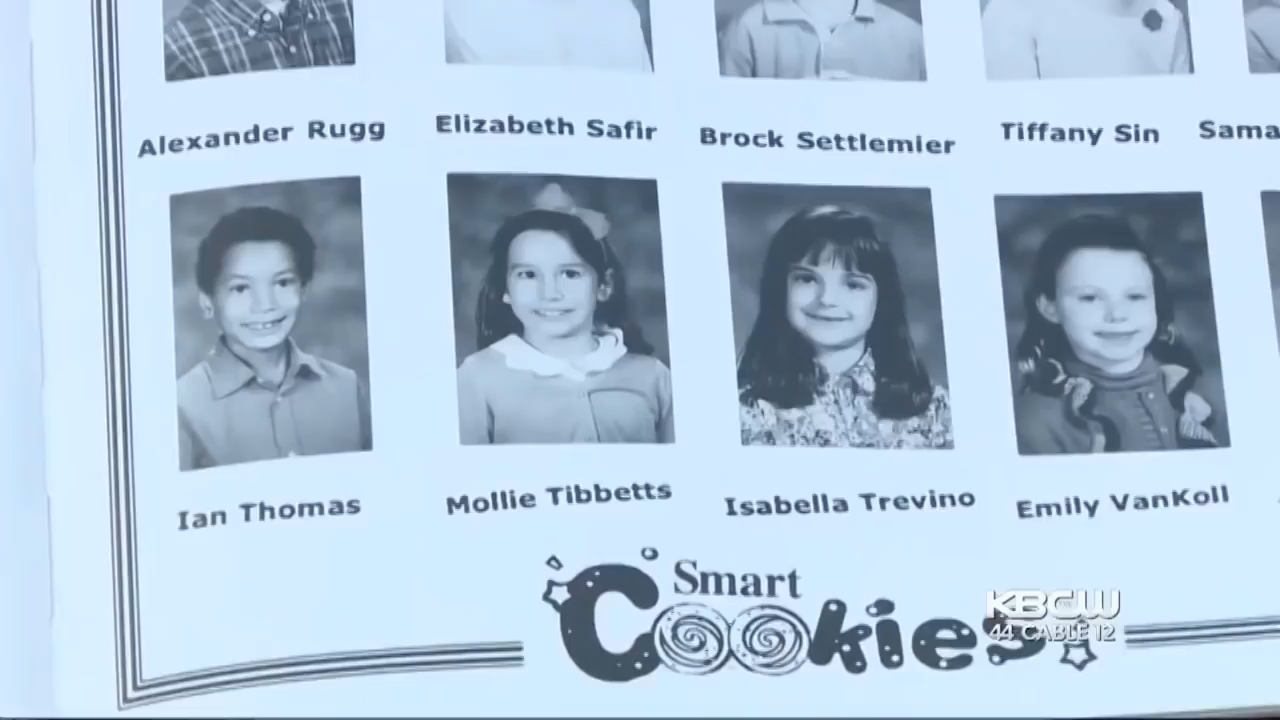 Alexander Rugg
Elizabeth Safir
Brock Settlemier
Tiffany Sin
Sama
Ian Thomas
Mollie Tibbetts
Isabella Trevino
Emily VanKoll
Smart
Cookies
KBCW
44 CABLE 12